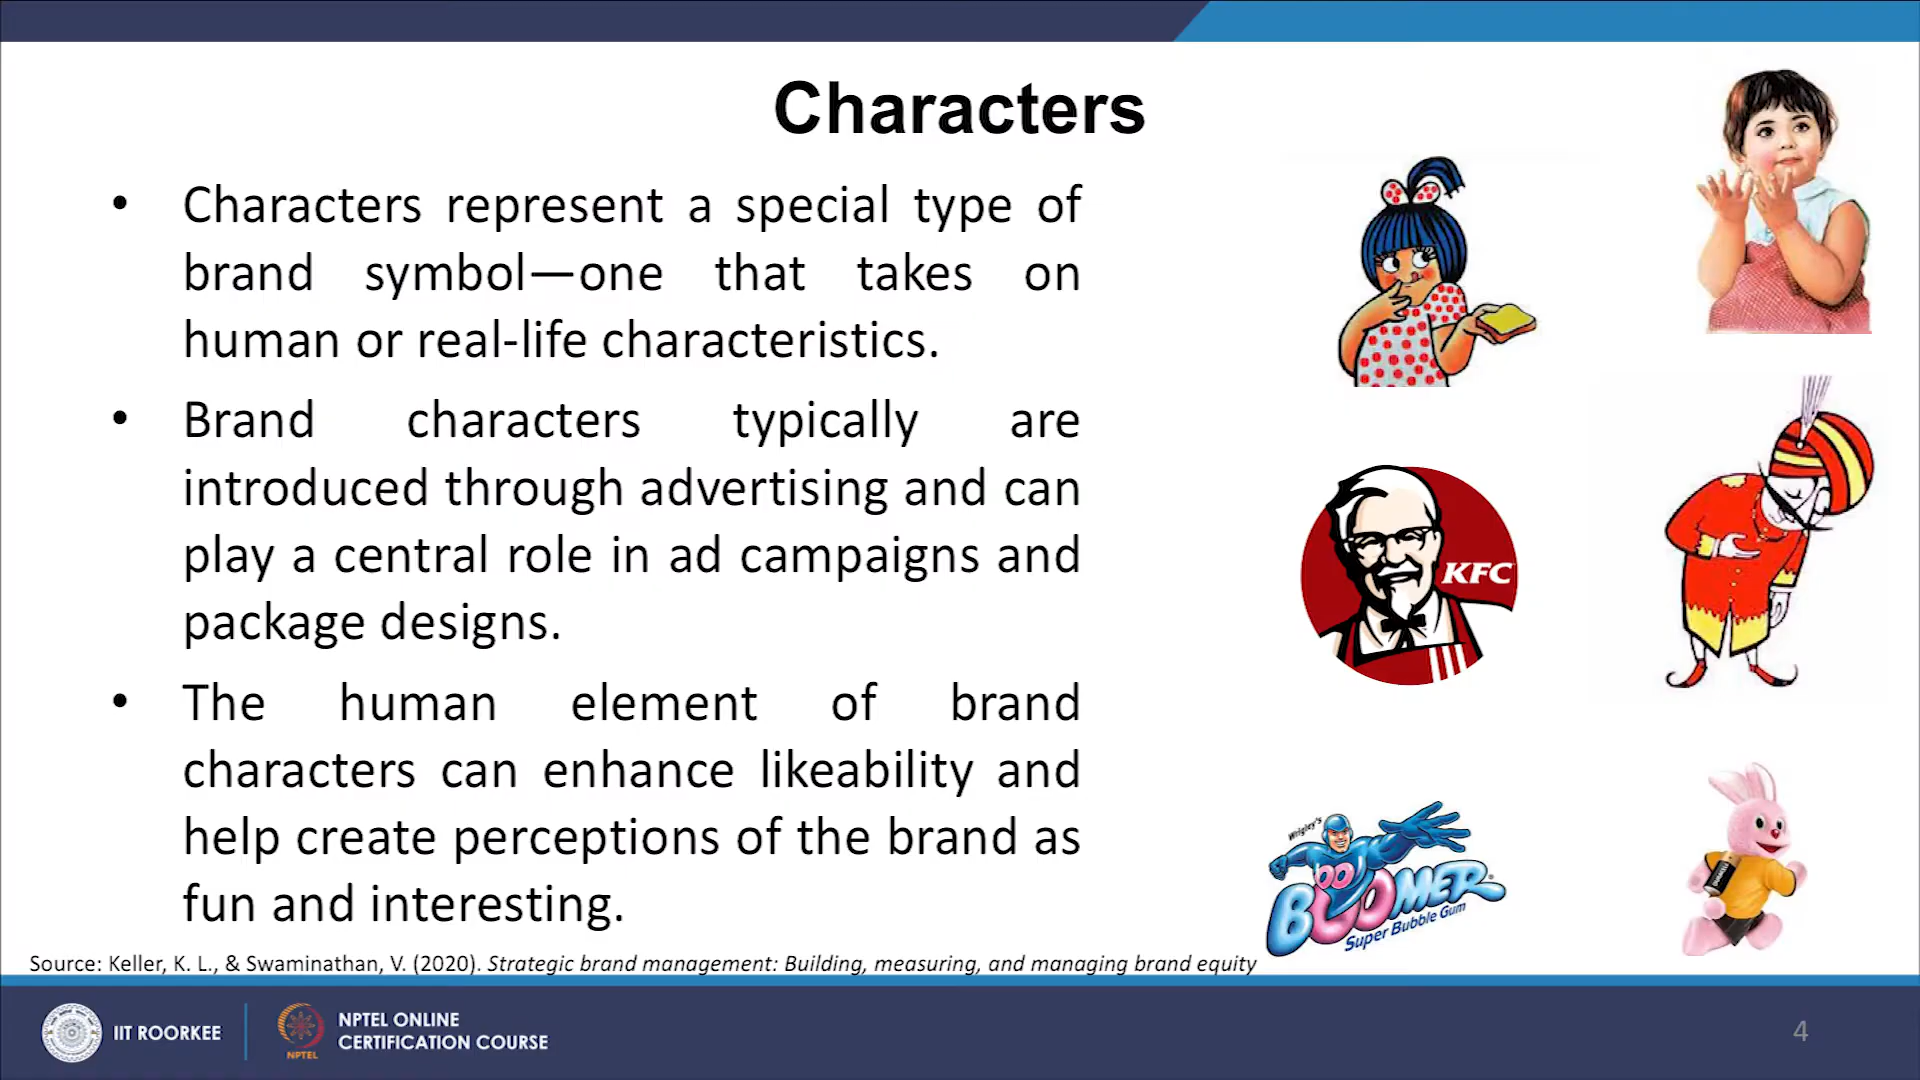 Characters
• Characters represent a special type of
brand symbol—one that takes on
human or real-life characteristics.
• Brand characters typically are
introduced through advertising and can
play a central role in ad campaigns and
package designs.
• The human element of brand
characters can enhance likeability and
help create perceptions of the brand as
fun and interesting.
KFC
Wrigley's
BOOMER
Super Bubble Gum
Source: Keller, K. L., & Swaminathan, V. (2020). Strategic brand management: Building, measuring, and managing brand equity
IIT ROORKEE
NPTEL
NPTEL ONLINE
CERTIFICATION COURSE
4